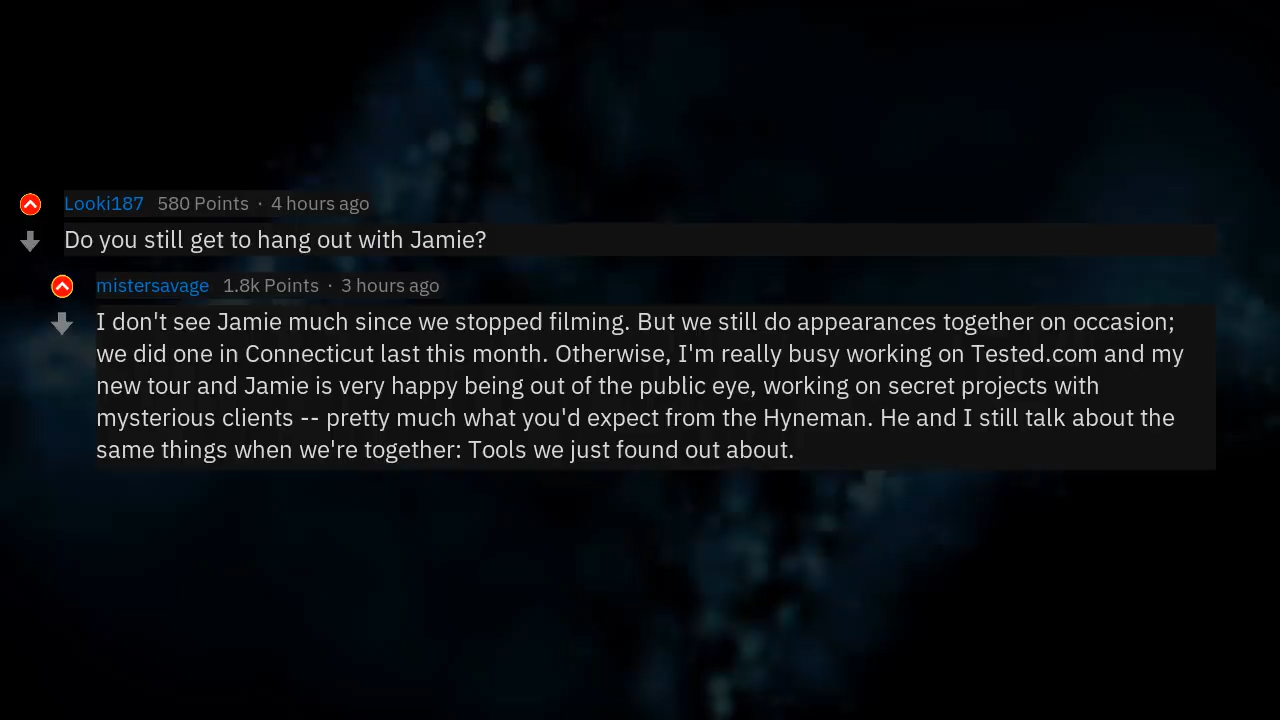 Looki187 580 Points · 4 hours ago
Do you still get to hang out with Jamie?
mistersavage 1.8k Points · 3 hours ago
I don't see Jamie much since we stopped filming. But we still do appearances together on occasion;
we did one in Connecticut last this month. Otherwise, I'm really busy working on Tested.com and my
new tour and Jamie is very happy being out of the public eye, working on secret projects with
mysterious clients -- pretty much what you'd expect from the Hyneman. He and I still talk about the
same things when we're together: Tools we just found out about.